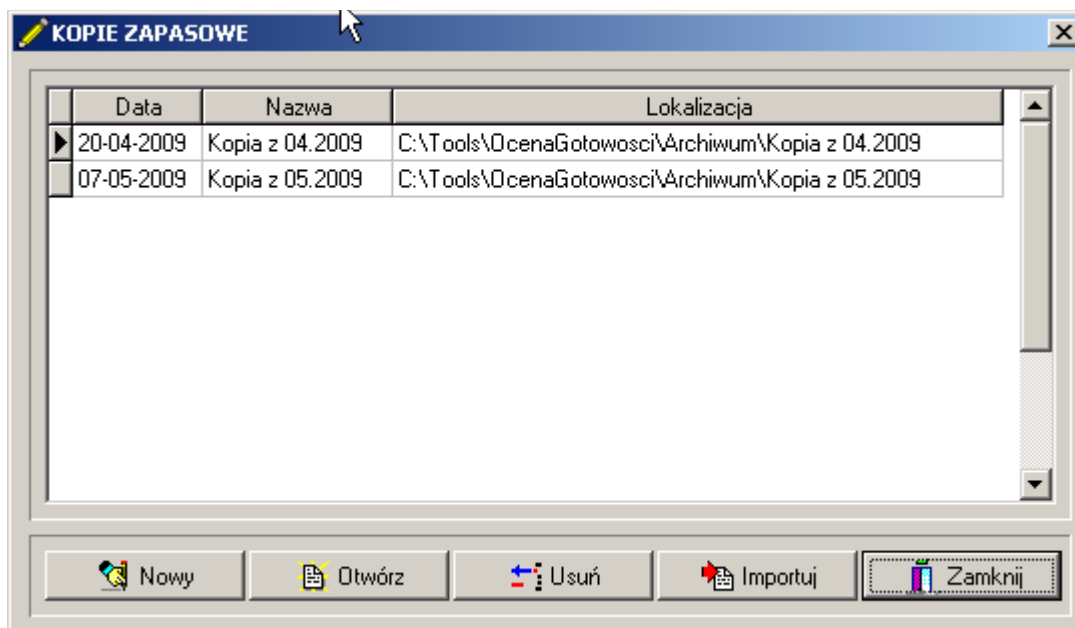 KOPIE ZAPASOWE
Data Nazwa Lokalizacja
20-04-2009 Kopia z 04.2009 C:\Tools\OcenaGotowosci\Archiwum\Kopia z 04.2009
07-05-2009 Kopia z 05.2009 C:\Tools\OcenaGotowosci\Archiwum\Kopia z 05.2009
Nowy Otwórz Usuń Importuj Zamknij